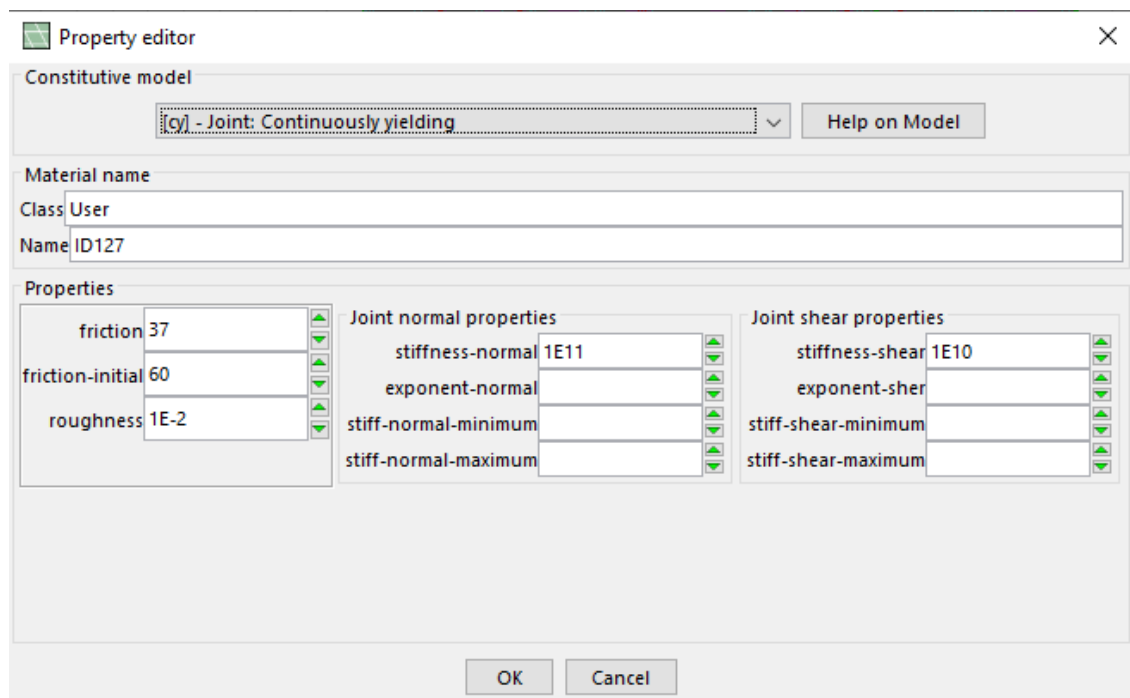 Property editor
Constitutive model
[cy] - Joint: Continuously yielding
Help on Model
Material name
Class User
Name ID127
Properties
friction 37
friction-initial 60
roughness 1E-2
Joint normal properties
stiffness-normal 1E11
exponent-normal
stiff-normal-minimum
stiff-normal-maximum
Joint shear properties
stiffness-shear 1E10
exponent-sher
stiff-shear-minimum
stiff-shear-maximum
OK
Cancel